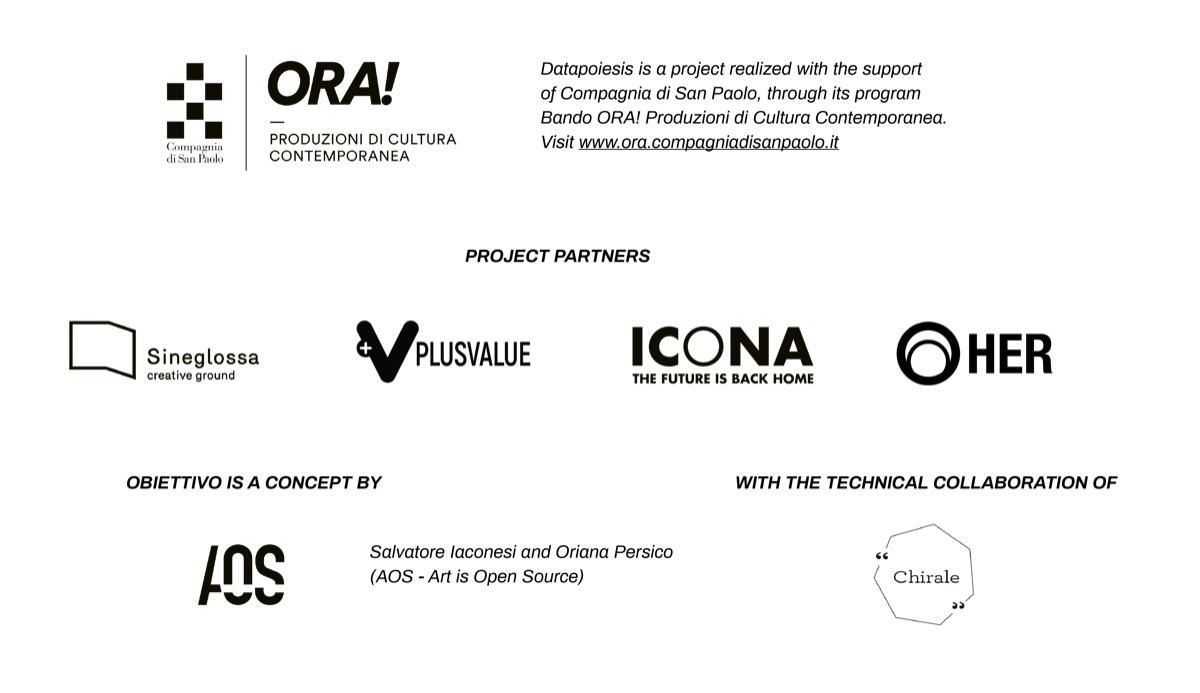 Compagnia
di San Paolo
ORA!
PRODUZIONI DI CULTURA
CONTEMPORANEA
Datapoiesis is a project realized with the support
of Compagnia di San Paolo, through its program
Bando ORA! Produzioni di Cultura Contemporanea.
Visit www.ora.compagniadisanpaolo.it
PROJECT PARTNERS
Sineglossa
creative ground
+V PLUSVALUE
ICONA
THE FUTURE IS BACK HOME
HER
OBIETTIVO IS A CONCEPT BY
AOS
Salvatore Iaconesi and Oriana Persico
(AOS - Art is Open Source)
WITH THE TECHNICAL COLLABORATION OF
“ Chirale ”